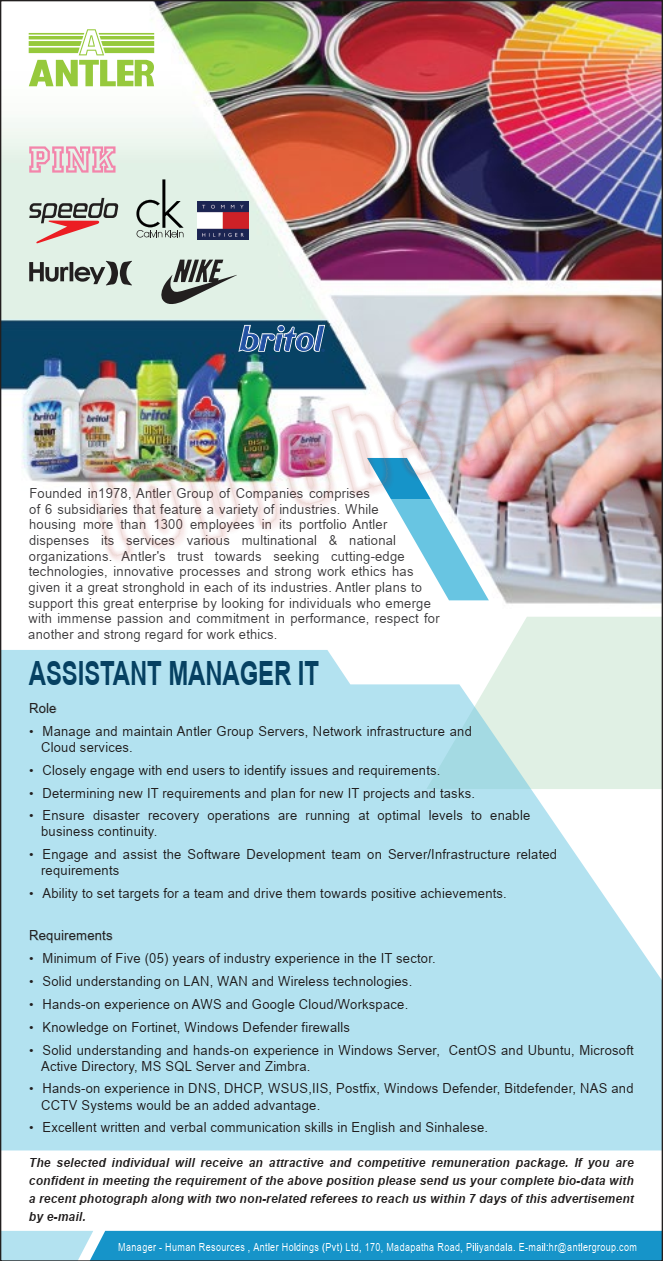 A
ANTLER
PINK
speedo
ck
Calvin Klein
TOMMY
HILFIGER
Hurley
NIKE
britol
britol
britol
britol
DISH
POWDER
DISH
LIQUID
britol
Founded in1978, Antler Group of Companies comprises
of 6 subsidiaries that feature a variety of industries. While
housing more than 1300 employees in its portfolio Antler
dispenses its services various multinational & national
organizations. Antler's trust towards seeking cutting-edge
technologies, innovative processes and strong work ethics has
given it a great stronghold in each of its industries. Antler plans to
support this great enterprise by looking for individuals who emerge
with immense passion and commitment in performance, respect for
another and strong regard for work ethics.
ASSISTANT MANAGER IT
Role
• Manage and maintain Antler Group Servers, Network infrastructure and
Cloud services.
• Closely engage with end users to identify issues and requirements.
• Determining new IT requirements and plan for new IT projects and tasks.
• Ensure disaster recovery operations are running at optimal levels to enable
business continuity.
• Engage and assist the Software Development team on Server/Infrastructure related
requirements
• Ability to set targets for a team and drive them towards positive achievements.
Requirements
• Minimum of Five (05) years of industry experience in the IT sector.
• Solid understanding on LAN, WAN and Wireless technologies.
• Hands-on experience on AWS and Google Cloud/Workspace.
• Knowledge on Fortinet, Windows Defender firewalls
• Solid understanding and hands-on experience in Windows Server, CentOS and Ubuntu, Microsoft
Active Directory, MS SQL Server and Zimbra.
• Hands-on experience in DNS, DHCP, WSUS,IIS, Postfix, Windows Defender, Bitdefender, NAS and
CCTV Systems would be an added advantage.
• Excellent written and verbal communication skills in English and Sinhalese.
The selected individual will receive an attractive and competitive remuneration package. If you are
confident in meeting the requirement of the above position please send us your complete bio-data with
a recent photograph along with two non-related referees to reach us within 7 days of this advertisement
by e-mail.
Manager - Human Resources , Antler Holdings (Pvt) Ltd, 170, Madapatha Road, Piliyandala. E-mail:hr@antlergroup.com